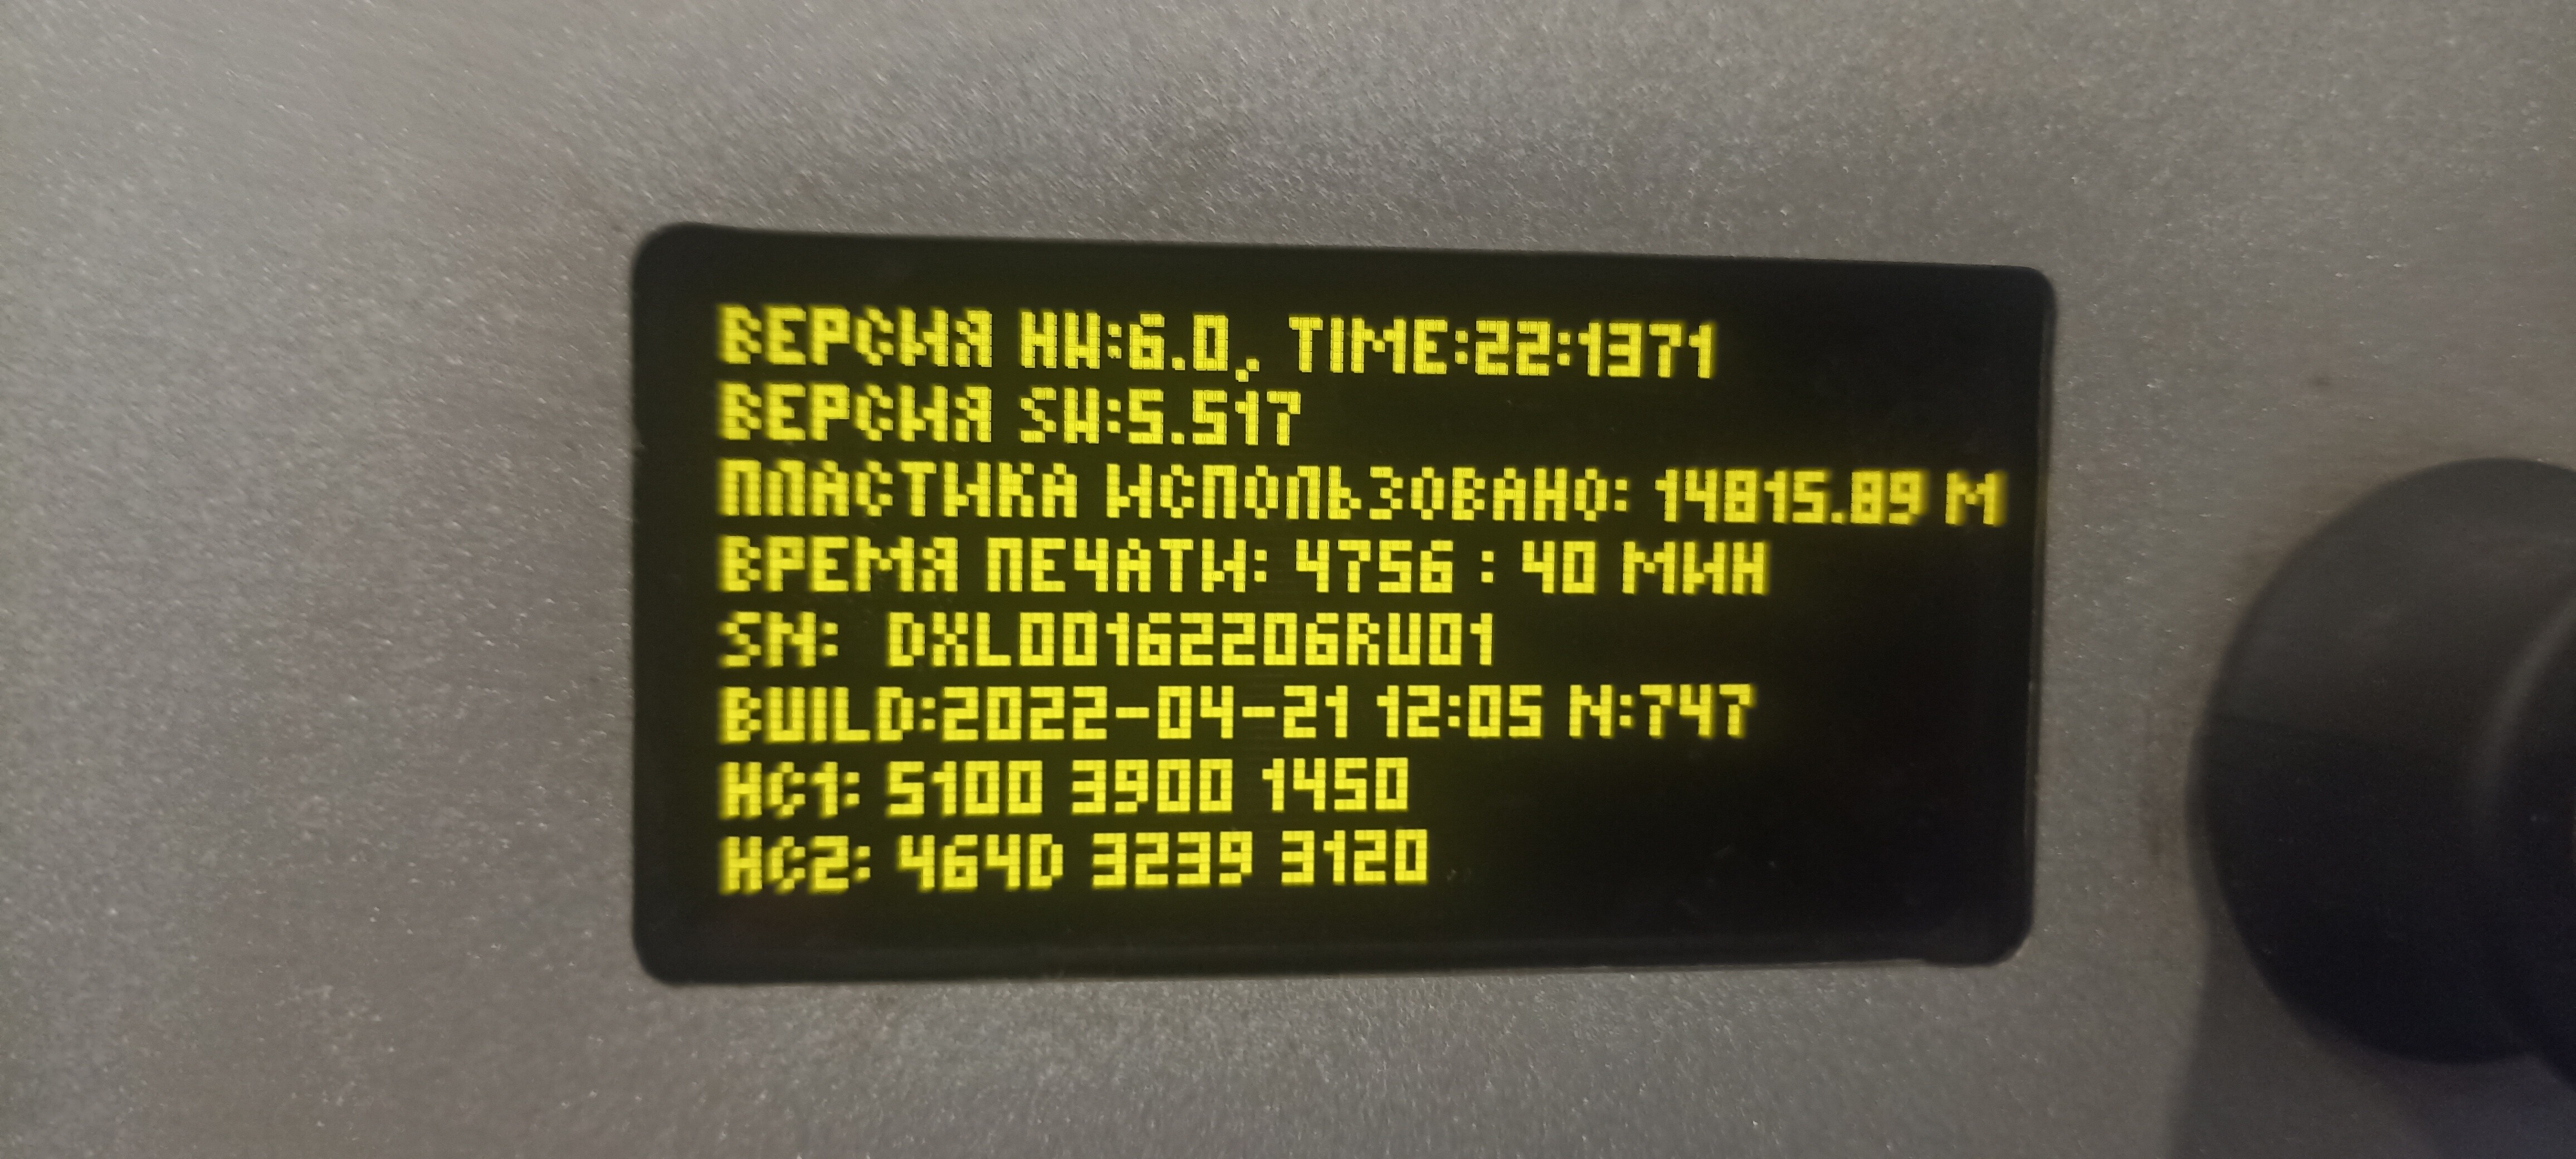 ВЕРСИЯ HW:6.0, TIME:22:1371
ВЕРСИЯ SW:5.517
ПЛАСТИКА ИСПОЛЬЗОВАНО: 14815.89 М
ВРЕМЯ ПЕЧАТИ: 4756 : 40 МИН
SN: DXL00162206RU01
BUILD:2022-04-21 12:05 N:747
HC1: 5100 3900 1450
HC2: 464D 3239 3120